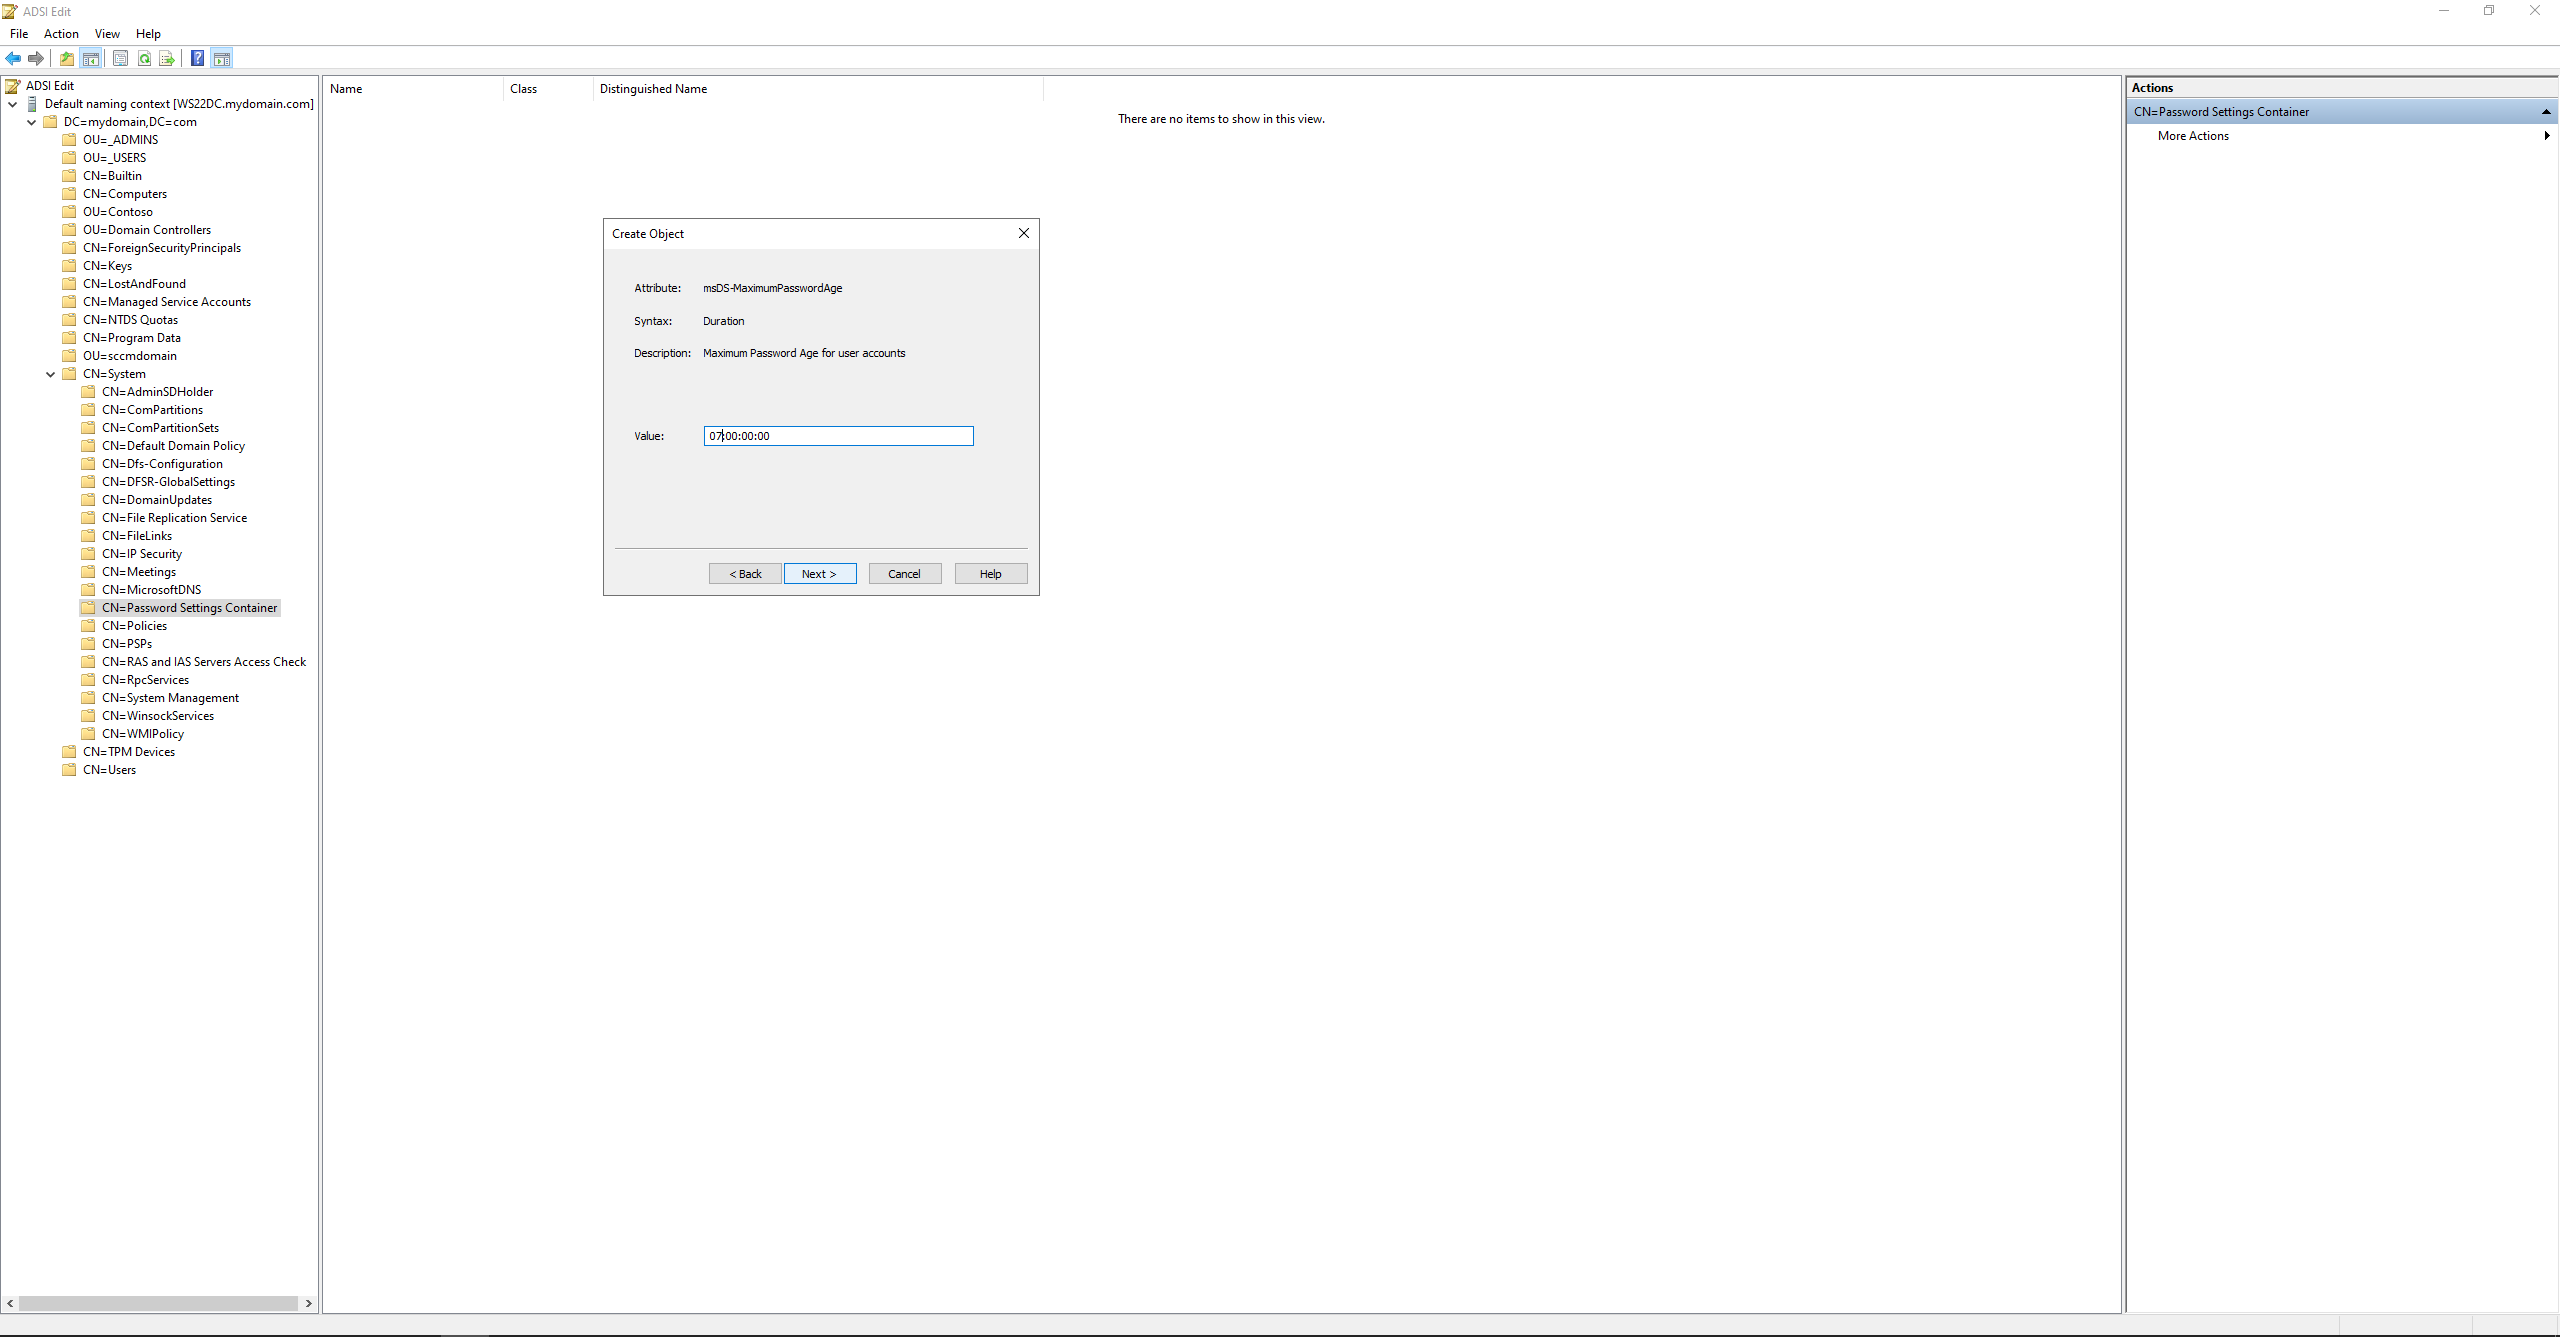 ADSI Edit
File Action View Help
ADSI Edit
Default naming context [WS22DC.mydomain.com]
DC=mydomain,DC=com
OU=_ADMINS
OU=_USERS
CN=Builtin
CN=Computers
OU=Contoso
OU=Domain Controllers
CN=ForeignSecurityPrincipals
CN=Keys
CN=LostAndFound
CN=Managed Service Accounts
CN=NTDS Quotas
CN=Program Data
OU=sccmdomain
CN=System
CN=AdminSDHolder
CN=ComPartitions
CN=ComPartitionSets
CN=Default Domain Policy
CN=Dfs-Configuration
CN=DFSR-GlobalSettings
CN=DomainUpdates
CN=File Replication Service
CN=FileLinks
CN=IP Security
CN=Meetings
CN=MicrosoftDNS
CN=Password Settings Container
CN=Policies
CN=PSPs
CN=RAS and IAS Servers Access Check
CN=RpcServices
CN=System Management
CN=WinsockServices
CN=WMIPolicy
CN=TPM Devices
CN=Users
Name Class Distinguished Name
There are no items to show in this view.
Create Object
Attribute: msDS-MaximumPasswordAge
Syntax: Duration
Description: Maximum Password Age for user accounts
Value: 07:00:00:00
< Back Next > Cancel Help
Actions
CN=Password Settings Container
More Actions